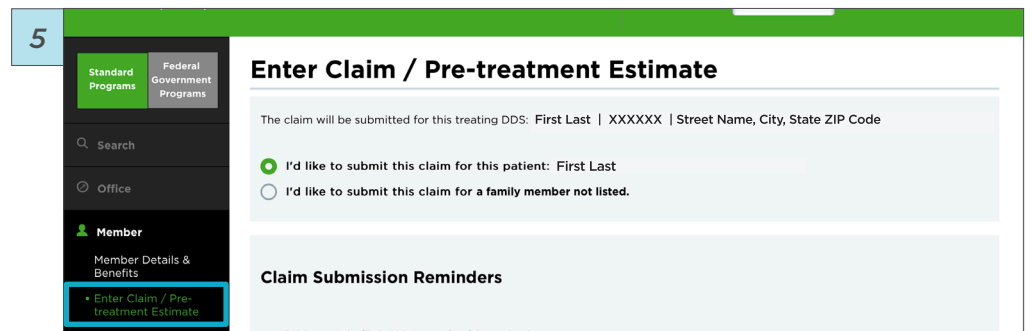 5
Standard
Programs
Federal
Government
Programs
Search
Office
Member
Member Details &
Benefits
• Enter Claim / Pre-
treatment Estimate
Enter Claim / Pre-treatment Estimate
The claim will be submitted for this treating DDS: First Last | XXXXXX | Street Name, City, State ZIP Code
I'd like to submit this claim for this patient: First Last
I'd like to submit this claim for a family member not listed.
Claim Submission Reminders